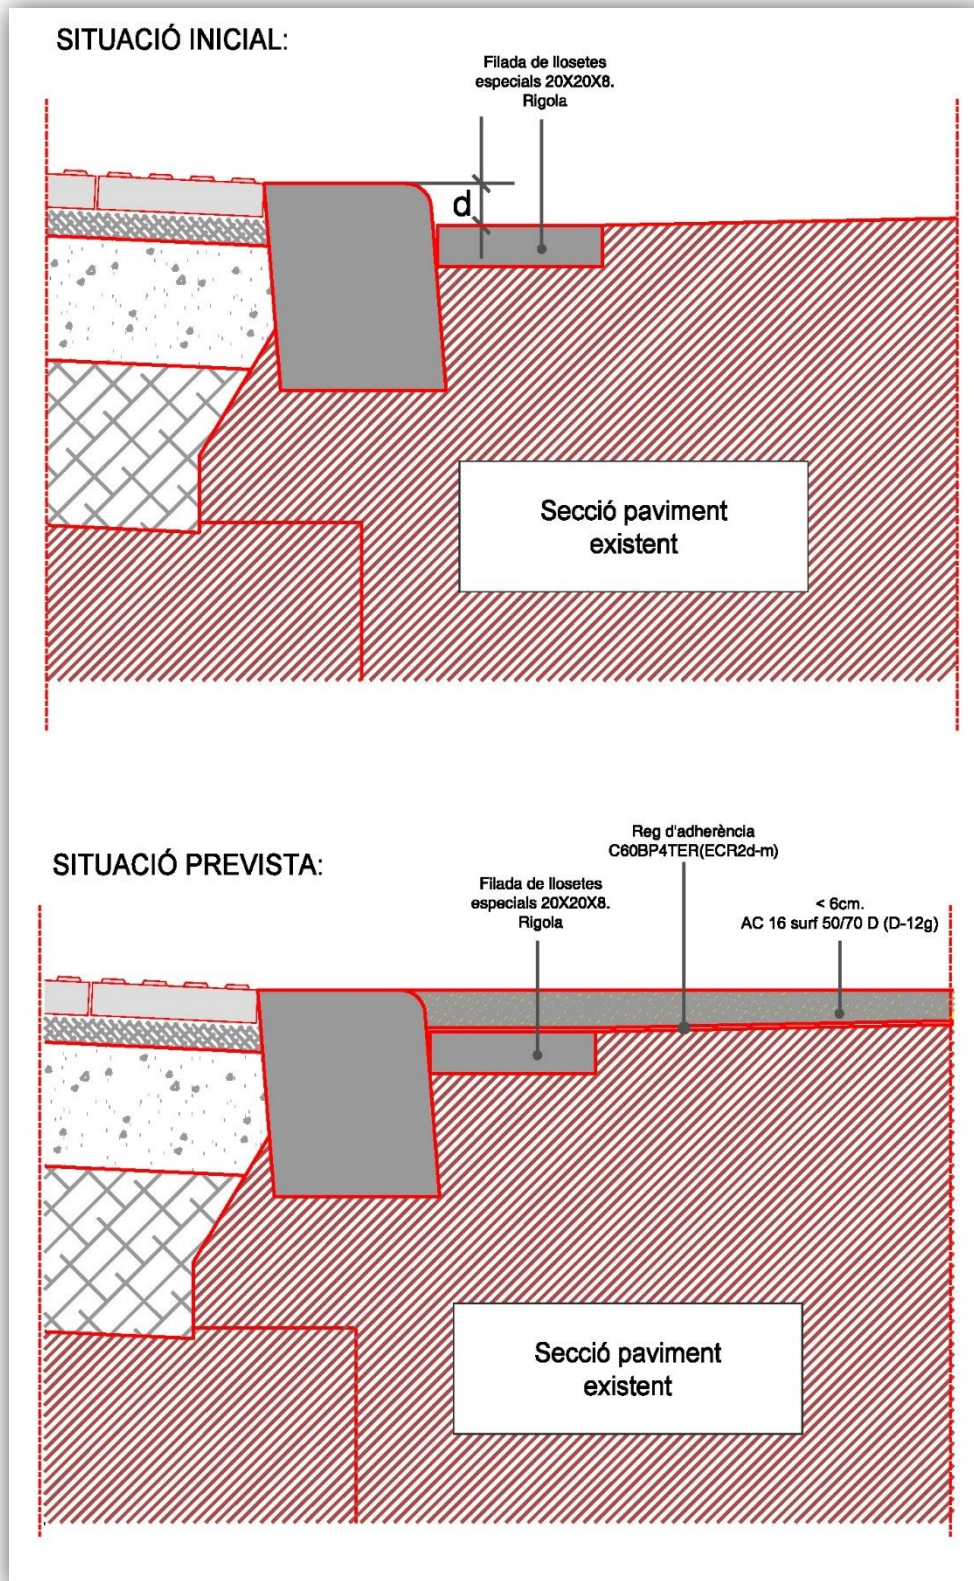 SITUACIÓ INICIAL:
Filada de llosetes
especials 20X20X8.
Rigola
d
Secció paviment
existent
SITUACIÓ PREVISTA:
Reg d'adherència
C60BP4TER(ECR2d-m)
Filada de llosetes
especials 20X20X8.
Rigola
< 6cm.
AC 16 surf 50/70 D (D-12g)
Secció paviment
existent